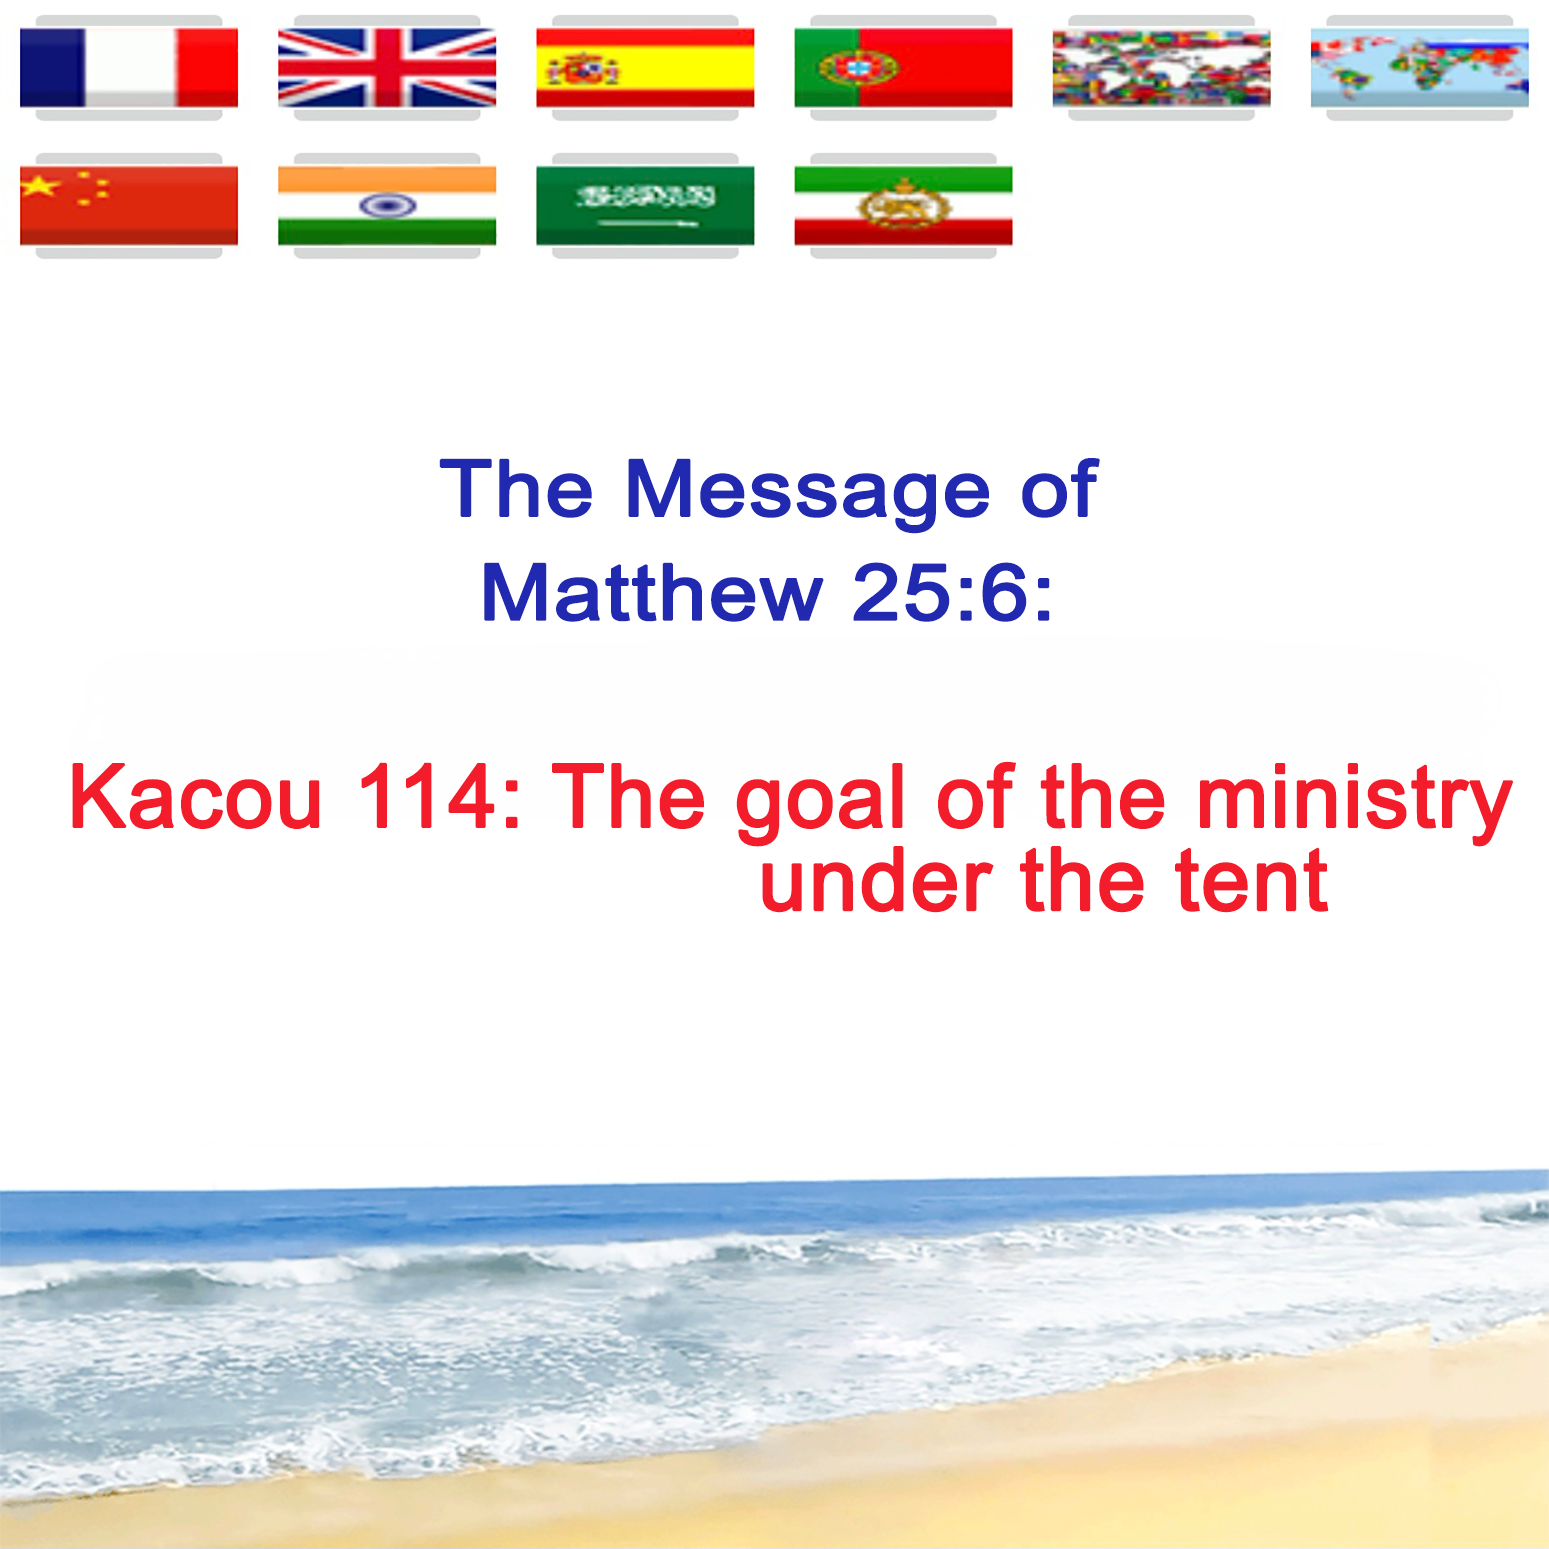 The Message of
Matthew 25:6:
Kacou 114: The goal of the ministry
under the tent